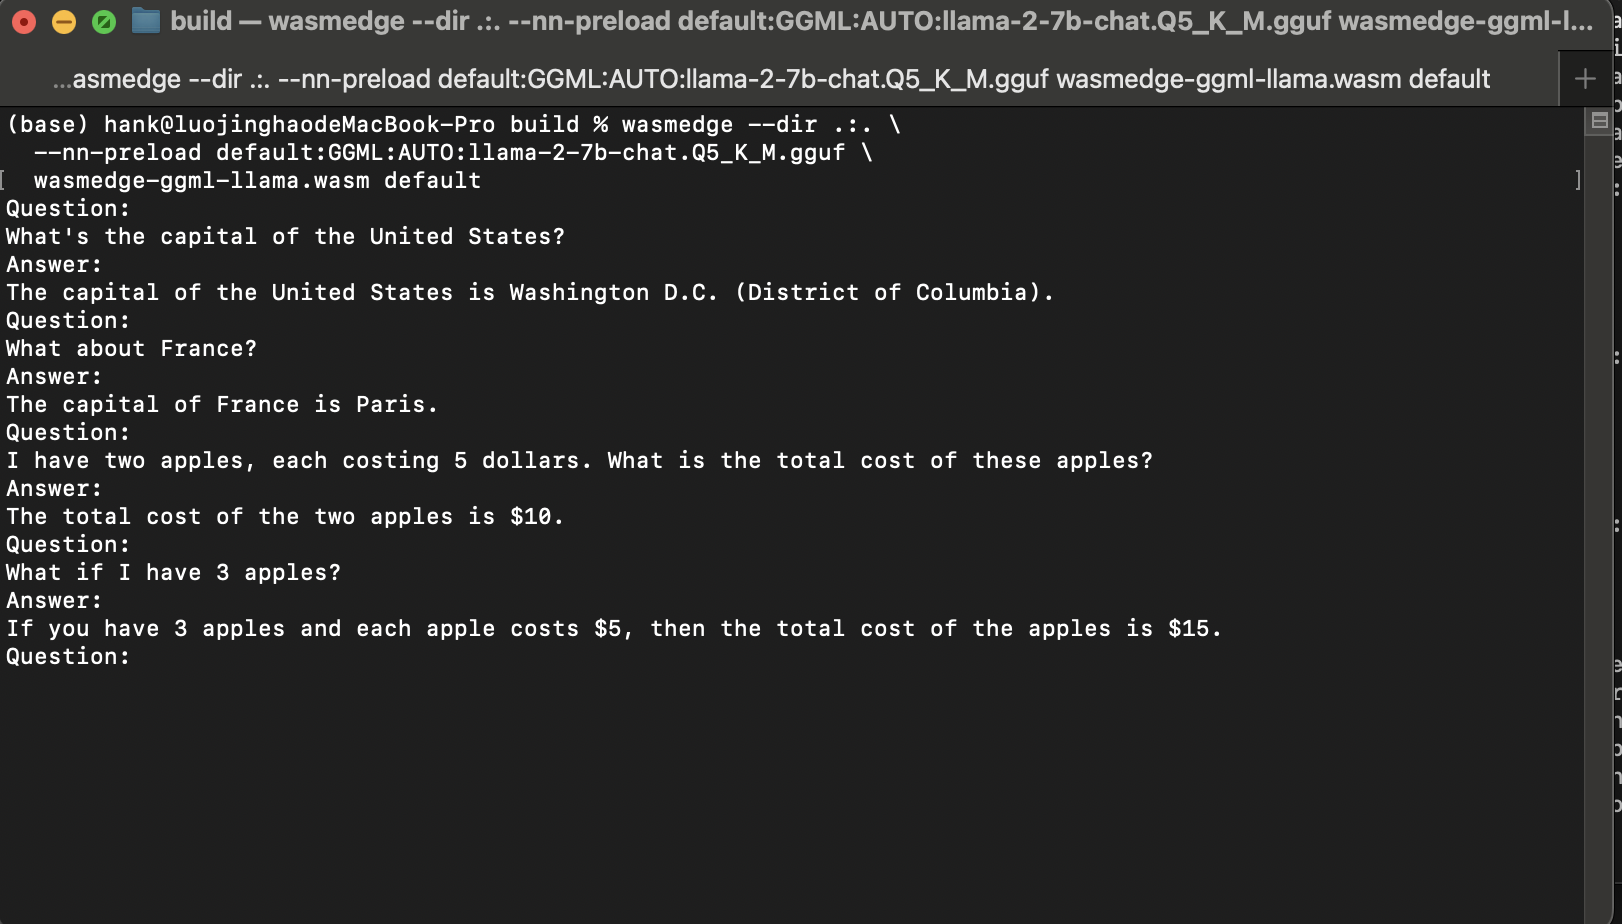 build — wasmedge --dir .:. --nn-preload default:GGML:AUTO:llama-2-7b-chat.Q5_K_M.gguf wasmedge-ggml-l...
...asmedge --dir .:. --nn-preload default:GGML:AUTO:llama-2-7b-chat.Q5_K_M.gguf wasmedge-ggml-llama.wasm default
(base) hank@luojinghaodeMacBook-Pro build % wasmedge --dir .:. \
--nn-preload default:GGML:AUTO:llama-2-7b-chat.Q5_K_M.gguf \
[ wasmedge-ggml-llama.wasm default ]
Question:
What's the capital of the United States?
Answer:
The capital of the United States is Washington D.C. (District of Columbia).
Question:
What about France?
Answer:
The capital of France is Paris.
Question:
I have two apples, each costing 5 dollars. What is the total cost of these apples?
Answer:
The total cost of the two apples is $10.
Question:
What if I have 3 apples?
Answer:
If you have 3 apples and each apple costs $5, then the total cost of the apples is $15.
Question: